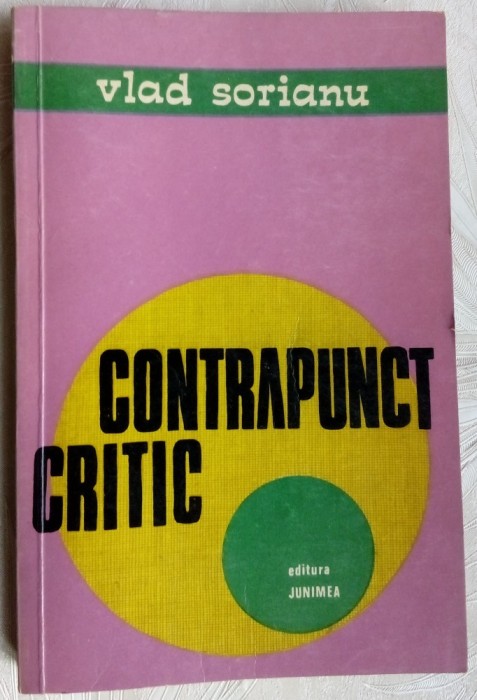 vlad sorianu
CONTRAPUNCT
CRITIC
editura
JUNIMEA